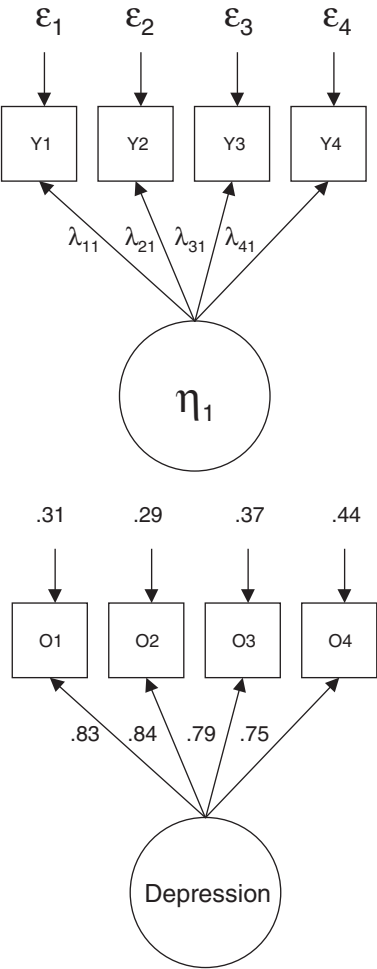 ε₁ ε₂ ε₃ ε₄
Y1 Y2 Y3 Y4
λ₁₁ λ₂₁ λ₃₁ λ₄₁
η₁
.31 .29 .37 .44
O1 O2 O3 O4
.83 .84 .79 .75
Depression